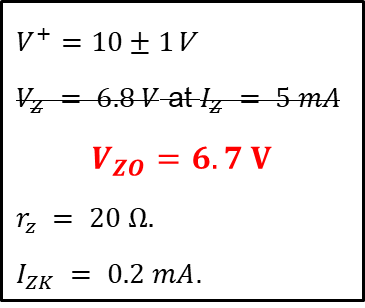 V⁺ = 10 ± 1 V
V_Z = 6.8 V at I_Z = 5 mA
V_ZO = 6.7 V
r_z = 20 Ω.
I_ZK = 0.2 mA.